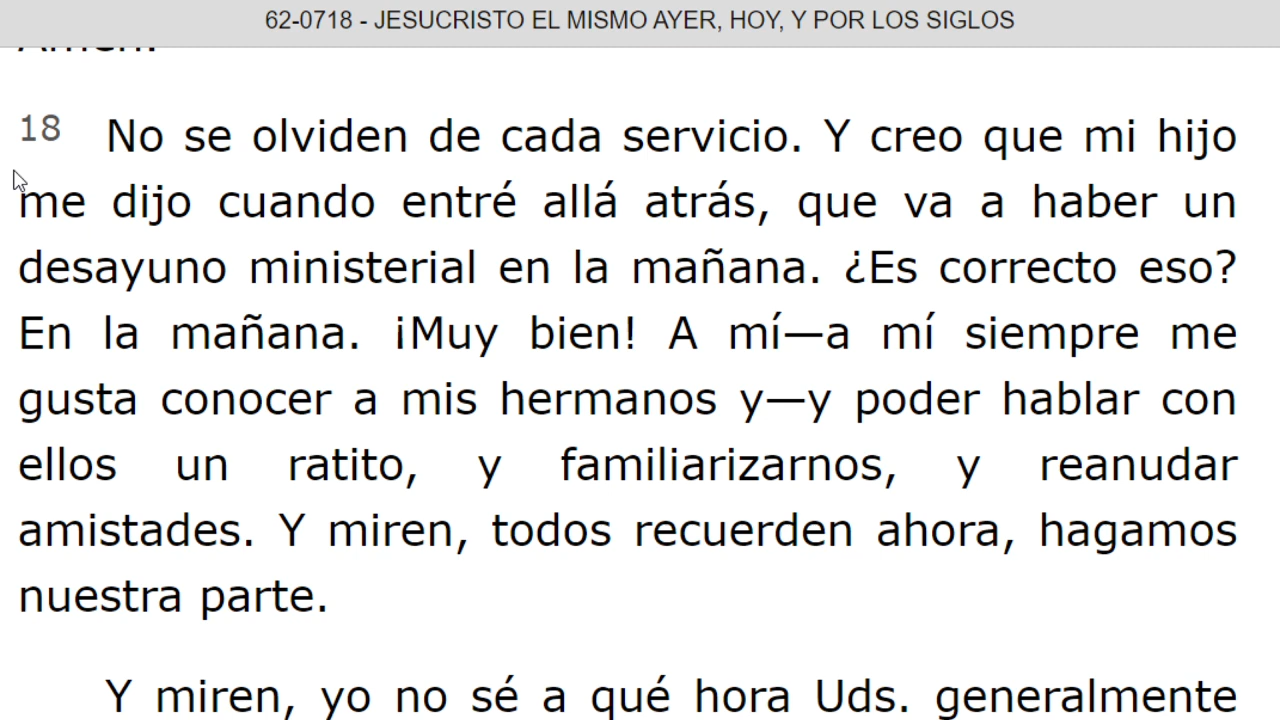 62-0718 - JESUCRISTO EL MISMO AYER, HOY, Y POR LOS SIGLOS
Amén.
18 No se olviden de cada servicio. Y creo que mi hijo
me dijo cuando entré allá atrás, que va a haber un
desayuno ministerial en la mañana. ¿Es correcto eso?
En la mañana. ¡Muy bien! A mí—a mí siempre me
gusta conocer a mis hermanos y—y poder hablar con
ellos un ratito, y familiarizarnos, y reanudar
amistades. Y miren, todos recuerden ahora, hagamos
nuestra parte.
Y miren, yo no sé a qué hora Uds. generalmente